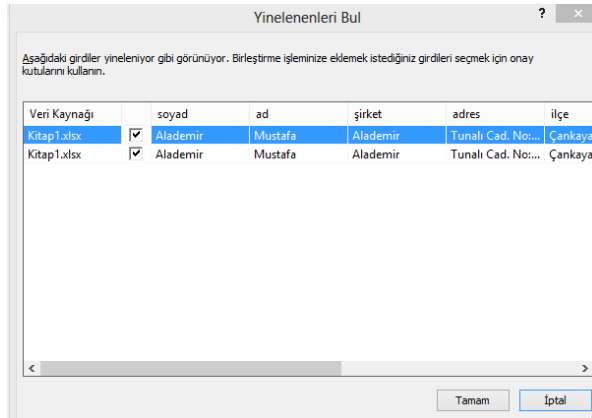 Yinelenenleri Bul
?
Aşağıdaki girdiler yineleniyor gibi görünüyor. Birleştirme işleminize eklemek istediğiniz girdileri seçmek için onay
kutularını kullanın.
Veri Kaynağı soyad ad şirket adres ilçe
Kitap1.xlsx Alademir Mustafa Alademir Tunalı Cad. No:... Çankaya
Kitap1.xlsx Alademir Mustafa Alademir Tunalı Cad. No:... Çankaya
Tamam İptal